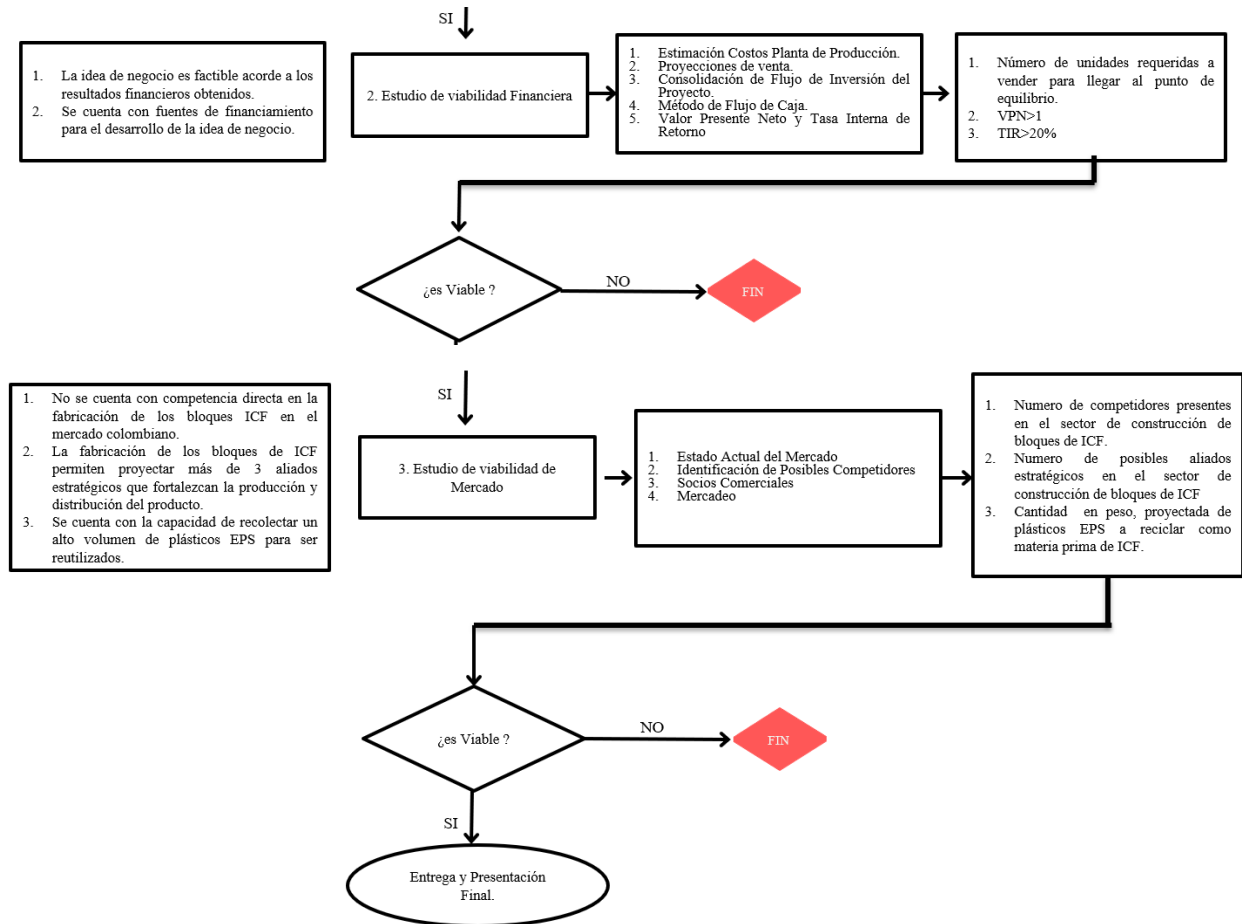 SI
1. La idea de negocio es factible acorde a los
resultados financieros obtenidos.
2. Se cuenta con fuentes de financiamiento
para el desarrollo de la idea de negocio.
2. Estudio de viabilidad Financiera
1. Estimación Costos Planta de Producción.
2. Proyecciones de venta.
3. Consolidación de Flujo de Inversión del
Proyecto.
4. Método de Flujo de Caja.
5. Valor Presente Neto y Tasa Interna de
Retorno
1. Número de unidades requeridas a
vender para llegar al punto de
equilibrio.
2. VPN>1
3. TIR>20%
¿es Viable ?
NO
FIN
SI
1. No se cuenta con competencia directa en la
fabricación de los bloques ICF en el
mercado colombiano.
2. La fabricación de los bloques de ICF
permiten proyectar más de 3 aliados
estratégicos que fortalezcan la producción y
distribución del producto.
3. Se cuenta con la capacidad de recolectar un
alto volumen de plásticos EPS para ser
reutilizados.
3. Estudio de viabilidad de
Mercado
1. Estado Actual del Mercado
2. Identificación de Posibles Competidores
3. Socios Comerciales
4. Mercadeo
1. Numero de competidores presentes
en el sector de construcción de
bloques de ICF.
2. Numero de posibles aliados
estratégicos en el sector de
construcción de bloques de ICF
3. Cantidad en peso, proyectada de
plásticos EPS a reciclar como
materia prima de ICF.
¿es Viable ?
NO
FIN
SI
Entrega y Presentación
Final.